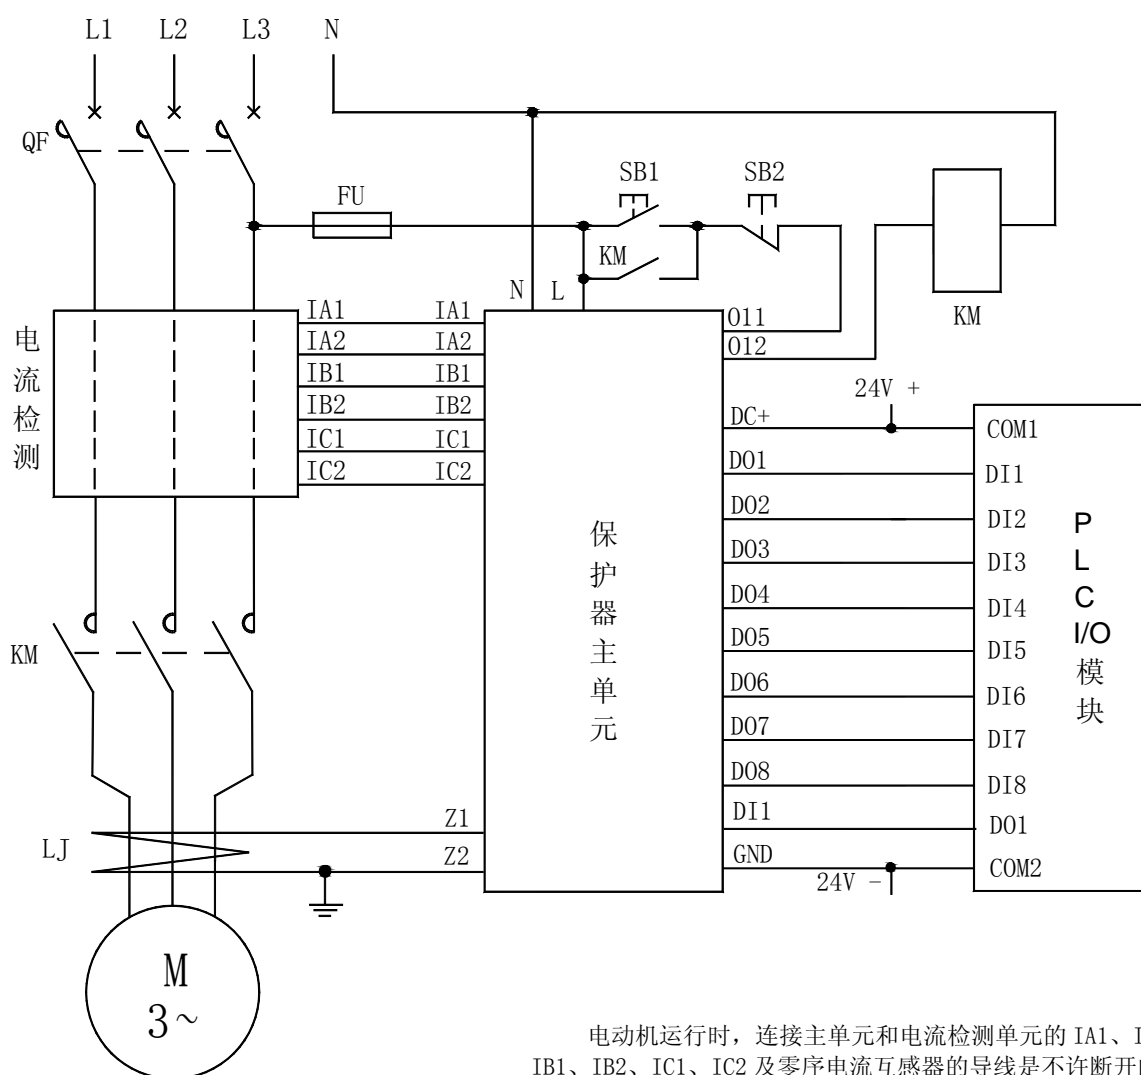 L1 L2 L3 N
QF
FU
SB1 SB2
KM
N L
KM
电流检测
IA1 IA1
IA2 IA2
IB1 IB1
IB2 IB2
IC1 IC1
IC2 IC2
保护器主单元
011
012
24V +
DC+ COM1
DO1 DI1
DO2 DI2
DO3 DI3
DO4 DI4
DO5 DI5
DO6 DI6
DO7 DI7
DO8 DI8
DI1 DO1
GND COM2
24V -
PLC I/O 模块
KM
LJ
Z1
Z2
M
3~
电动机运行时，连接主单元和电流检测单元的 IA1、
IB1、IB2、IC1、IC2 及零序电流互感器的导线是不许断开